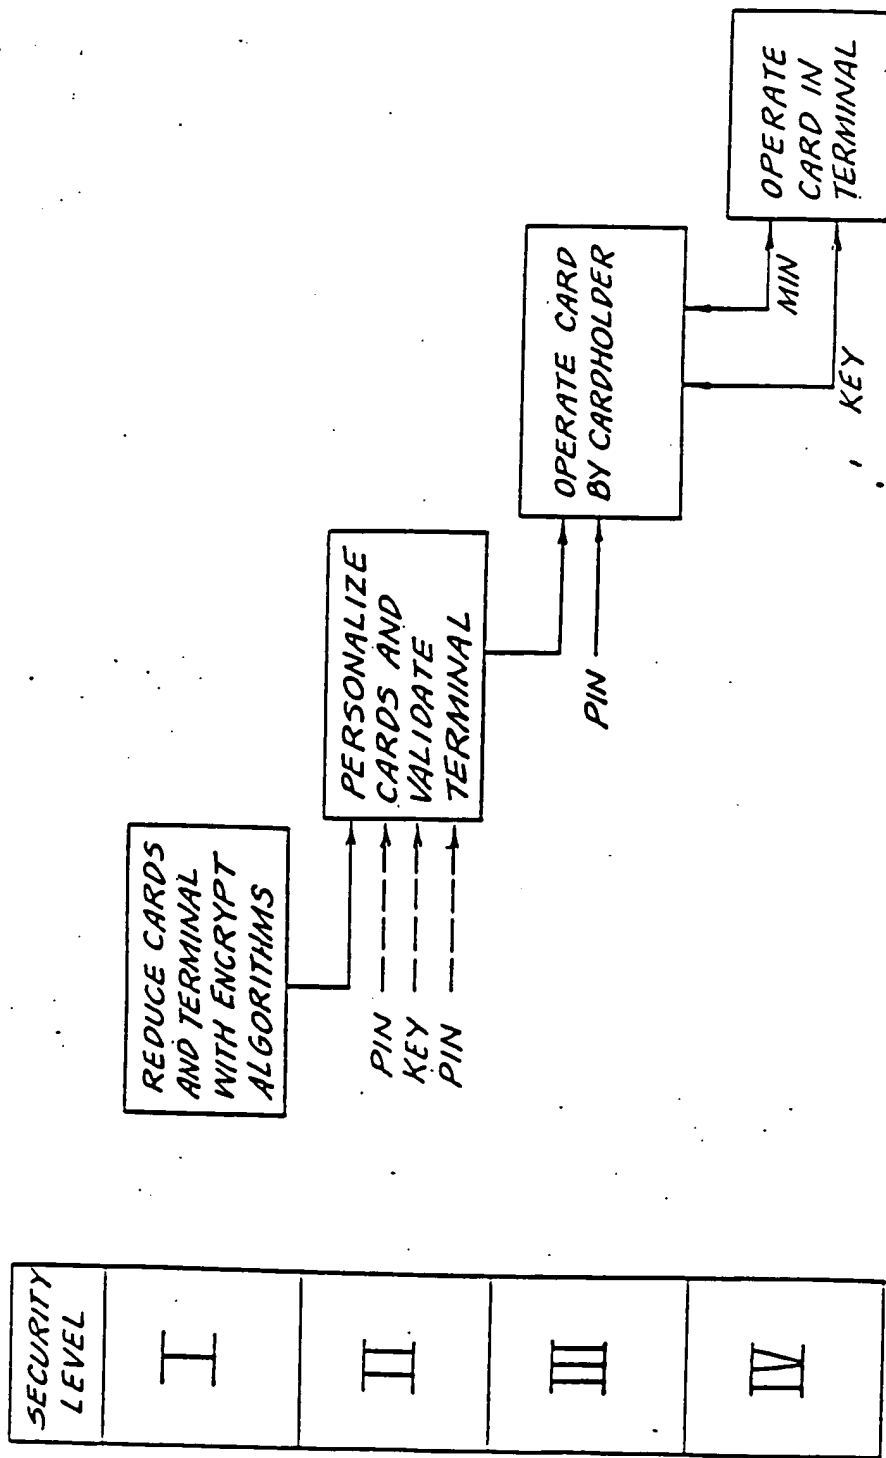 SECURITY
LEVEL
I
REDUCE CARDS
AND TERMINAL
WITH ENCRYPT
ALGORITHMS
II
PIN
KEY
PIN
PERSONALIZE
CARDS AND
VALIDATE
TERMINAL
III
PIN
OPERATE CARD
BY CARDHOLDER
IV
KEY
MIN
OPERATE
CARD IN
TERMINAL